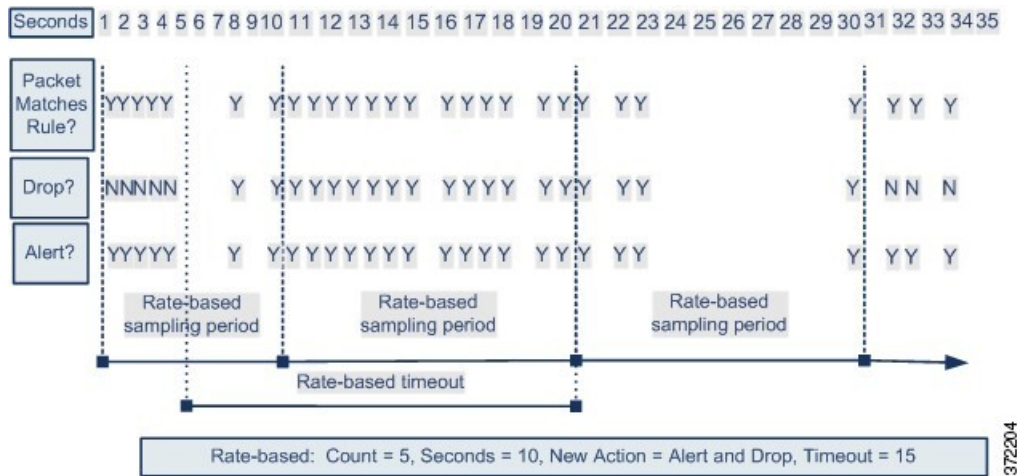 Seconds 1 2 3 4 5 6 7 8 9 10 11 12 13 14 15 16 17 18 19 20 21 22 23 24 25 26 27 28 29 30 31 32 33 34 35
Packet
Matches
Rule?
YYYYY Y Y Y Y Y Y Y Y Y Y Y Y Y Y Y Y Y Y Y Y Y Y
Drop?
NNNNN Y Y Y Y Y Y Y Y Y Y Y Y Y Y Y Y Y Y Y N N N
Alert?
YYYYY Y Y Y Y Y Y Y Y Y Y Y Y Y Y Y Y Y Y Y Y Y Y
Rate-based
sampling period
Rate-based
sampling period
Rate-based
sampling period
Rate-based timeout
Rate-based: Count = 5, Seconds = 10, New Action = Alert and Drop, Timeout = 15
372204